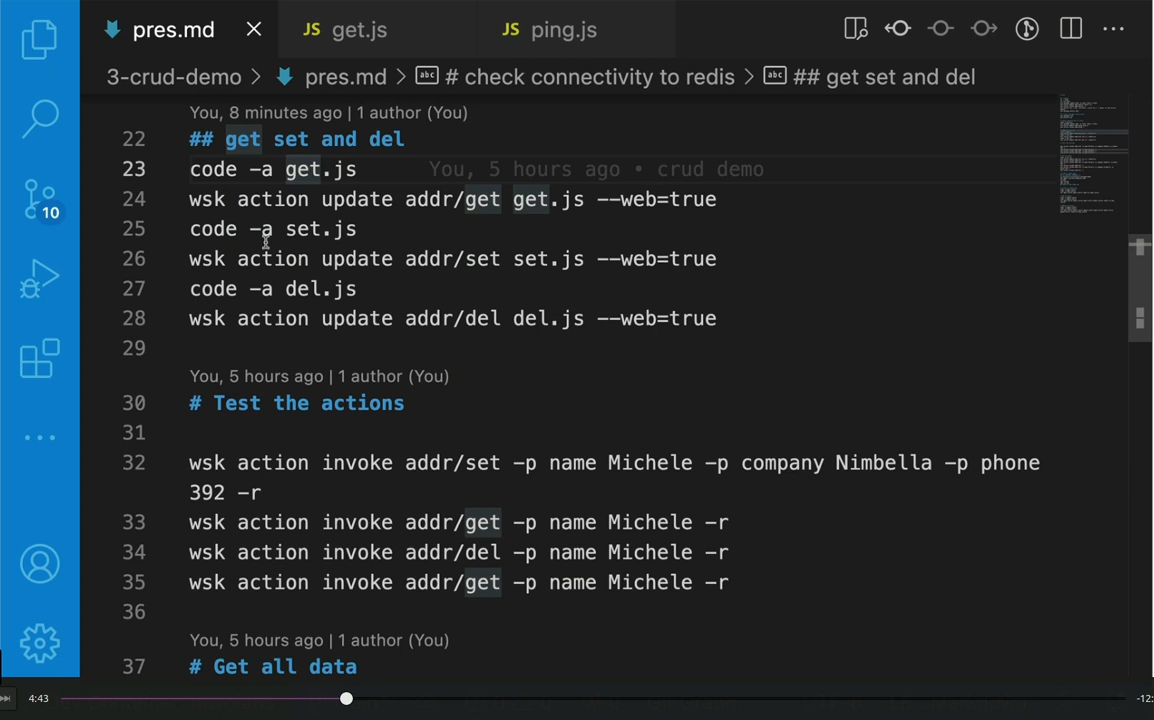 pres.md
JS get.js
JS ping.js
3-crud-demo > pres.md > abc # check connectivity to redis > abc ## get set and del
You, 8 minutes ago | 1 author (You)
22 ## get set and del
23 code -a get.js You, 5 hours ago • crud demo
24 wsk action update addr/get get.js --web=true
25 code -a set.js
26 wsk action update addr/set set.js --web=true
27 code -a del.js
28 wsk action update addr/del del.js --web=true
29
You, 5 hours ago | 1 author (You)
30 # Test the actions
31
32 wsk action invoke addr/set -p name Michele -p company Nimbella -p phone
392 -r
33 wsk action invoke addr/get -p name Michele -r
34 wsk action invoke addr/del -p name Michele -r
35 wsk action invoke addr/get -p name Michele -r
36
You, 5 hours ago | 1 author (You)
37 # Get all data
10
4:43
-12: